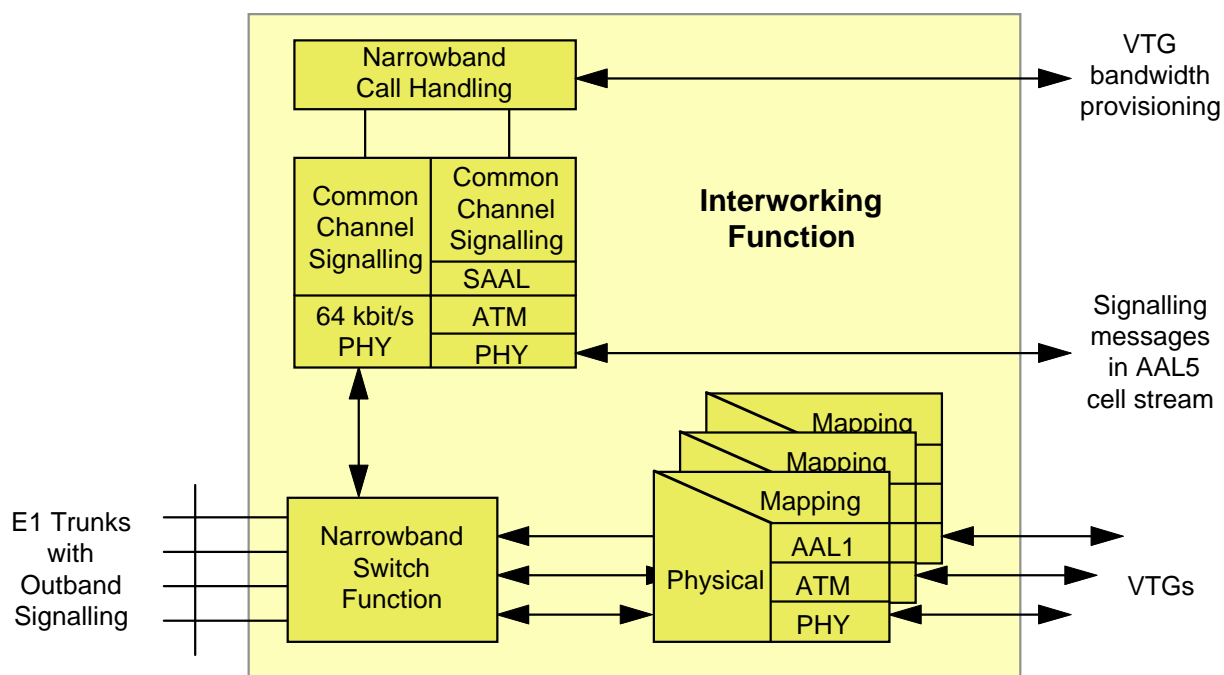 Narrowband
Call Handling
VTG
bandwidth
provisioning
Common
Channel
Signalling
Common
Channel
Signalling
SAAL
64 kbit/s
PHY
ATM
PHY
Interworking
Function
Signalling
messages
in AAL5
cell stream
Mapping
Mapping
Mapping
AAL1
ATM
PHY
Physical
E1 Trunks
with
Outband
Signalling
Narrowband
Switch
Function
VTGs